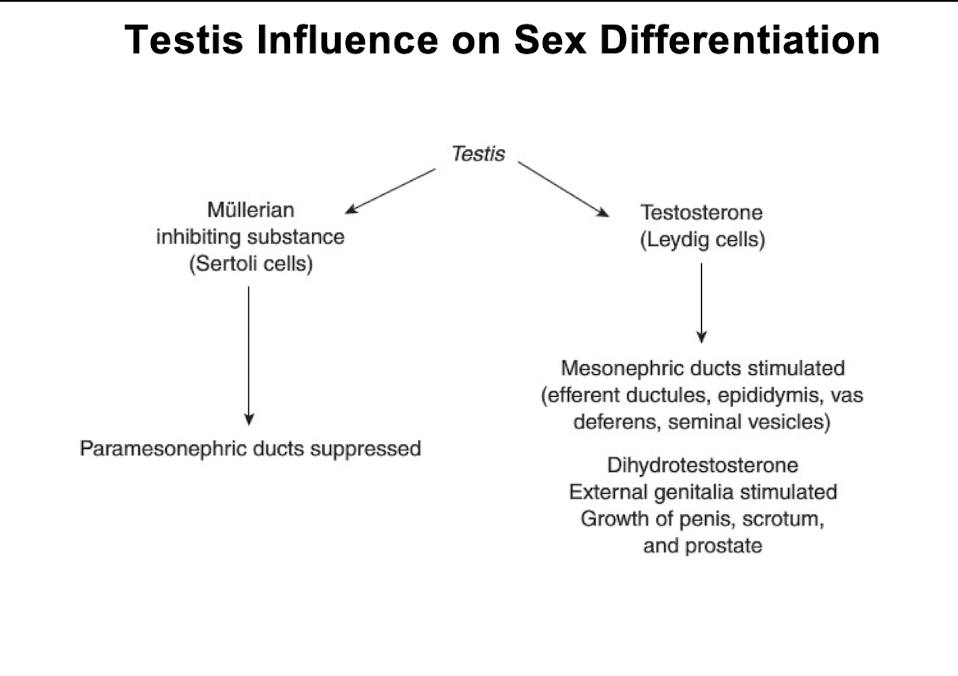 Testis Influence on Sex Differentiation
Testis
Müllerian
inhibiting substance
(Sertoli cells)
Paramesonephric ducts suppressed
Testosterone
(Leydig cells)
Mesonephric ducts stimulated
(efferent ductules, epididymis, vas
deferens, seminal vesicles)
Dihydrotestosterone
External genitalia stimulated
Growth of penis, scrotum,
and prostate